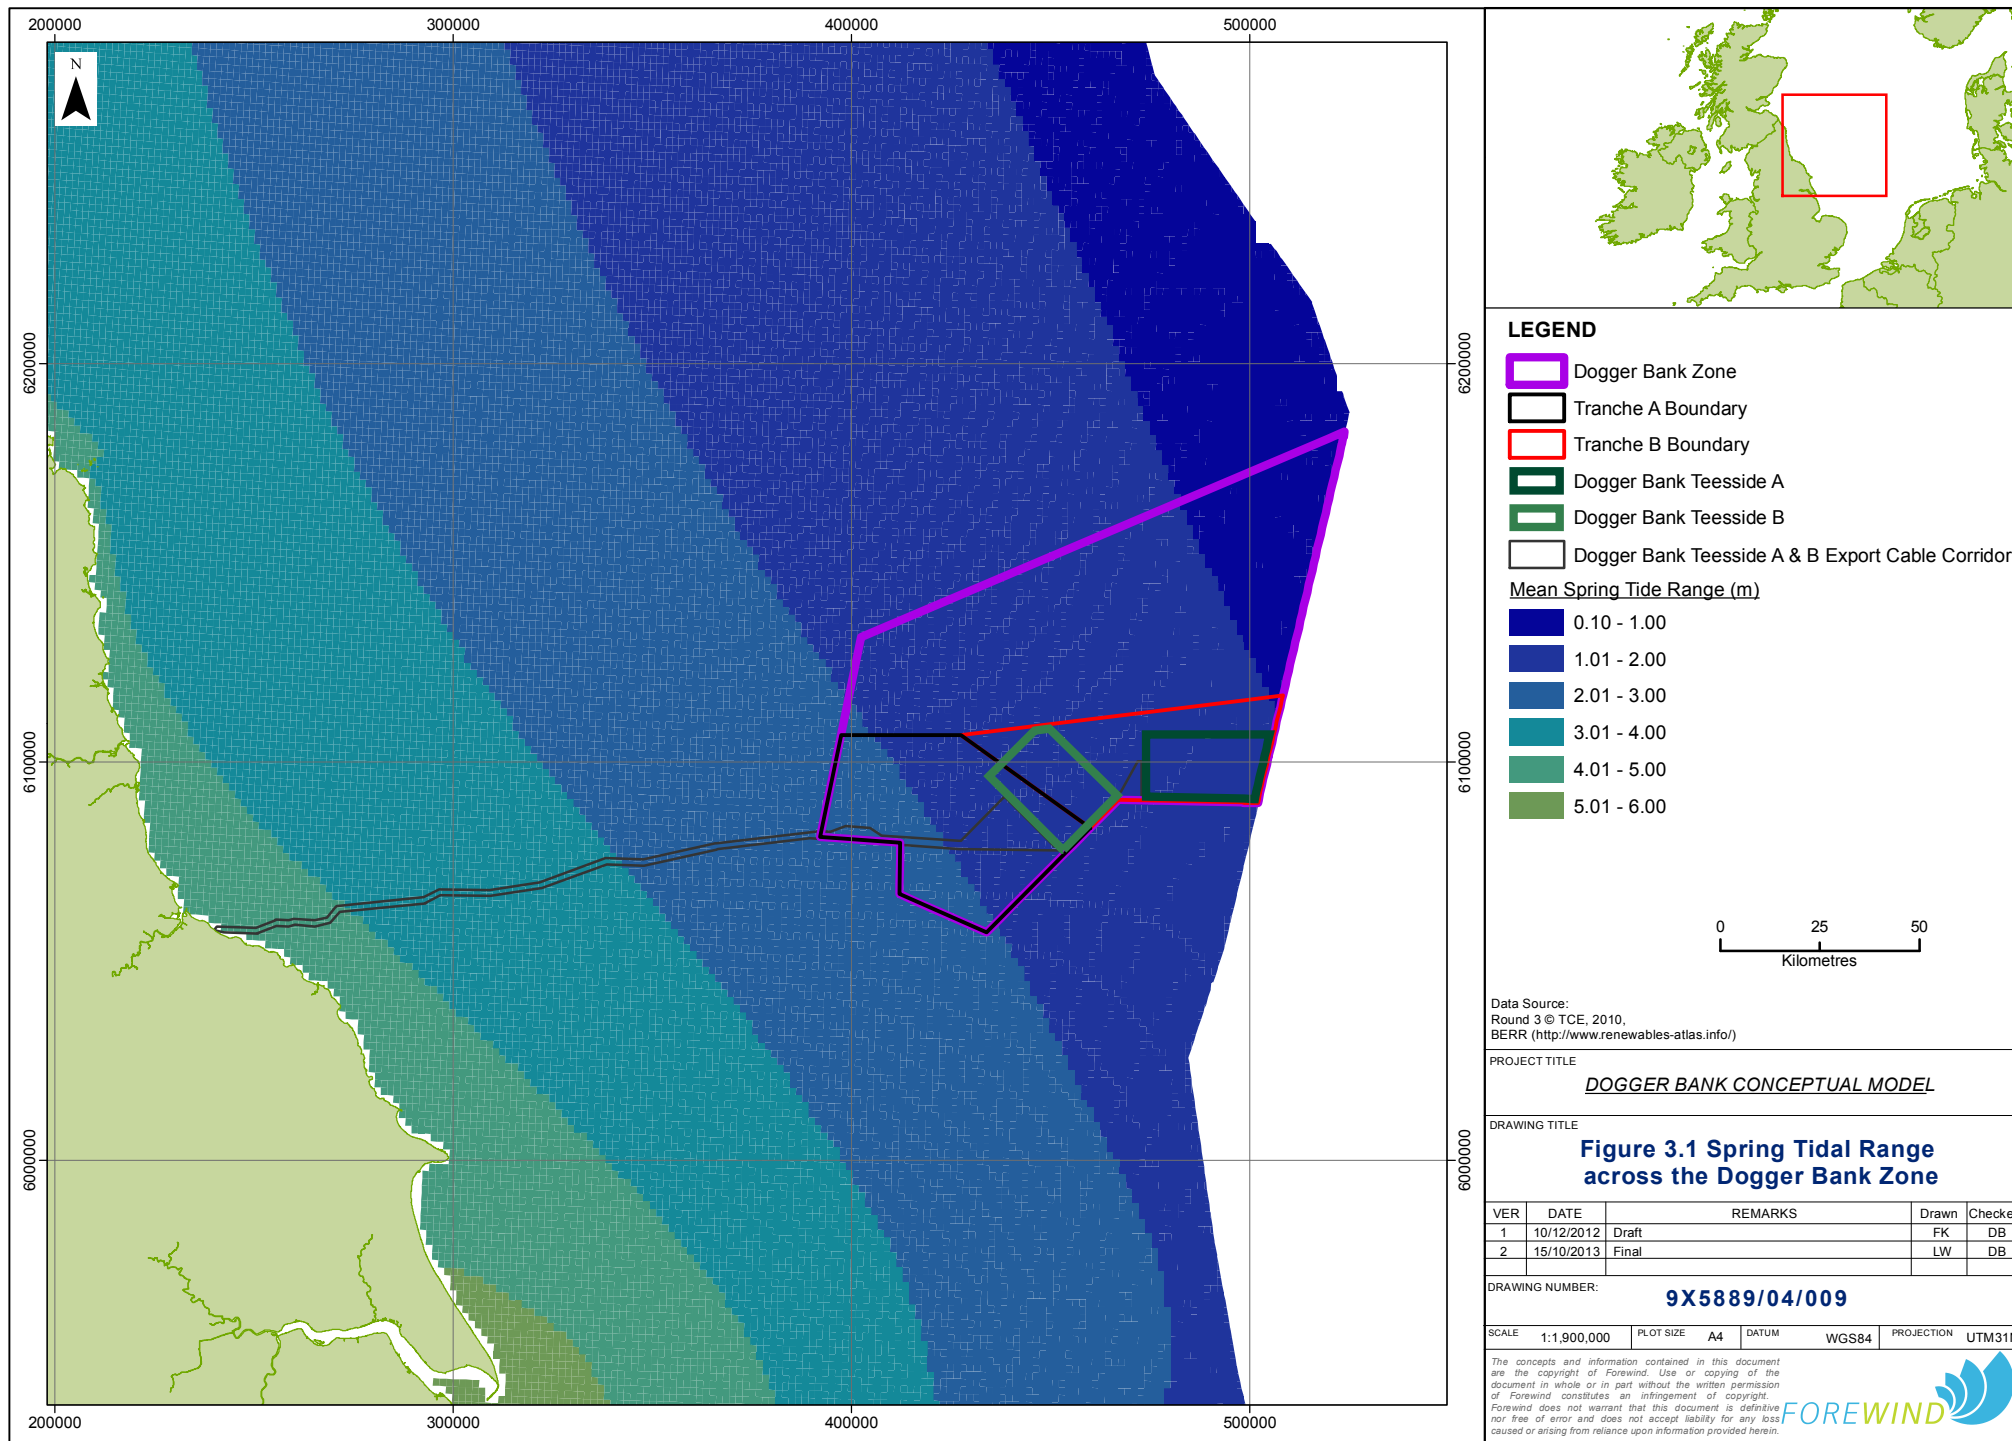 200000
300000
400000
500000
N
6200000
6200000
6100000
6100000
6000000
6000000
200000
300000
400000
500000
LEGEND
Dogger Bank Zone
Tranche A Boundary
Tranche B Boundary
Dogger Bank Teesside A
Dogger Bank Teesside B
Dogger Bank Teesside A & B Export Cable Corridor
Mean Spring Tide Range (m)
0.10 - 1.00
1.01 - 2.00
2.01 - 3.00
3.01 - 4.00
4.01 - 5.00
5.01 - 6.00
0 25 50
Kilometres
Data Source:
Round 3 © TCE, 2010,
BERR (http://www.renewables-atlas.info/)
PROJECT TITLE
DOGGER BANK CONCEPTUAL MODEL
DRAWING TITLE
Figure 3.1 Spring Tidal Range
across the Dogger Bank Zone
VER DATE REMARKS Drawn Checke
1 10/12/2012 Draft FK DB
2 15/10/2013 Final LW DB
DRAWING NUMBER:
9X5889/04/009
SCALE 1:1,900,000 PLOT SIZE A4 DATUM WGS84 PROJECTION UTM31
The concepts and information contained in this document
are the copyright of Forewind. Use or copying of the
document in whole or in part without the written permission
of Forewind constitutes an infringement of copyright.
Forewind does not warrant that this document is definitive
nor free of error and does not accept liability for any loss
caused or arising from reliance upon information provided herein.
FOREWIND